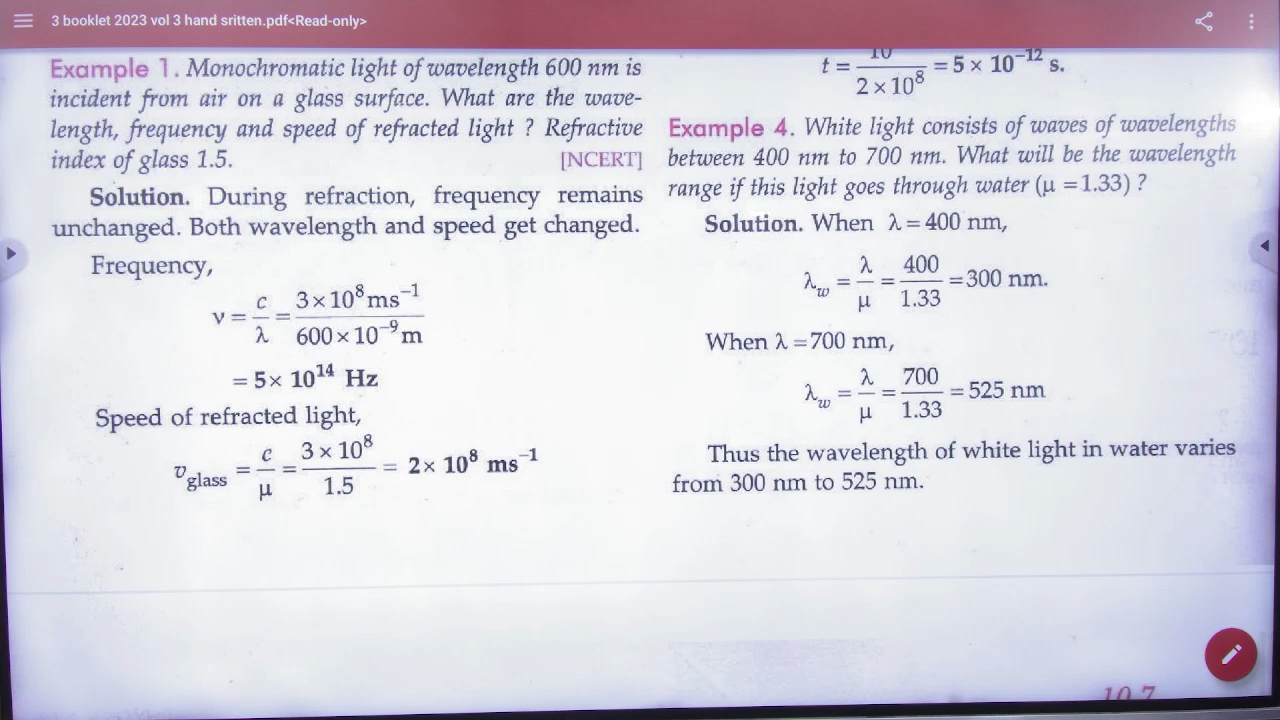 3 booklet 2023 vol 3 hand sritten.pdf<Read-only>
Example 1. Monochromatic light of wavelength 600 nm is
incident from air on a glass surface. What are the wave-
length, frequency and speed of refracted light ? Refractive
index of glass 1.5. [NCERT]
Solution. During refraction, frequency remains
unchanged. Both wavelength and speed get changed.
Frequency,
ν = c/λ = 3×10⁸ ms⁻¹ / 600×10⁻⁹ m
= 5× 10¹⁴ Hz
Speed of refracted light,
v_glass = c/μ = 3 × 10⁸ / 1.5 = 2× 10⁸ ms⁻¹
t = 10 / 2 × 10⁸ = 5 × 10⁻¹² s.
Example 4. White light consists of waves of wavelengths
between 400 nm to 700 nm. What will be the wavelength
range if this light goes through water (μ = 1.33) ?
Solution. When λ = 400 nm,
λ_w = λ/μ = 400/1.33 = 300 nm.
When λ = 700 nm,
λ_w = λ/μ = 700/1.33 = 525 nm
Thus the wavelength of white light in water varies
from 300 nm to 525 nm.
10.7